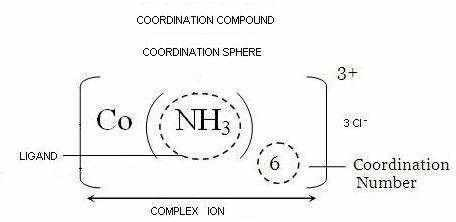 COORDINATION COMPOUND
COORDINATION SPHERE
3+
Co (NH₃)
3 Cl⁻
LIGAND
6
Coordination
Number
COMPLEX ION